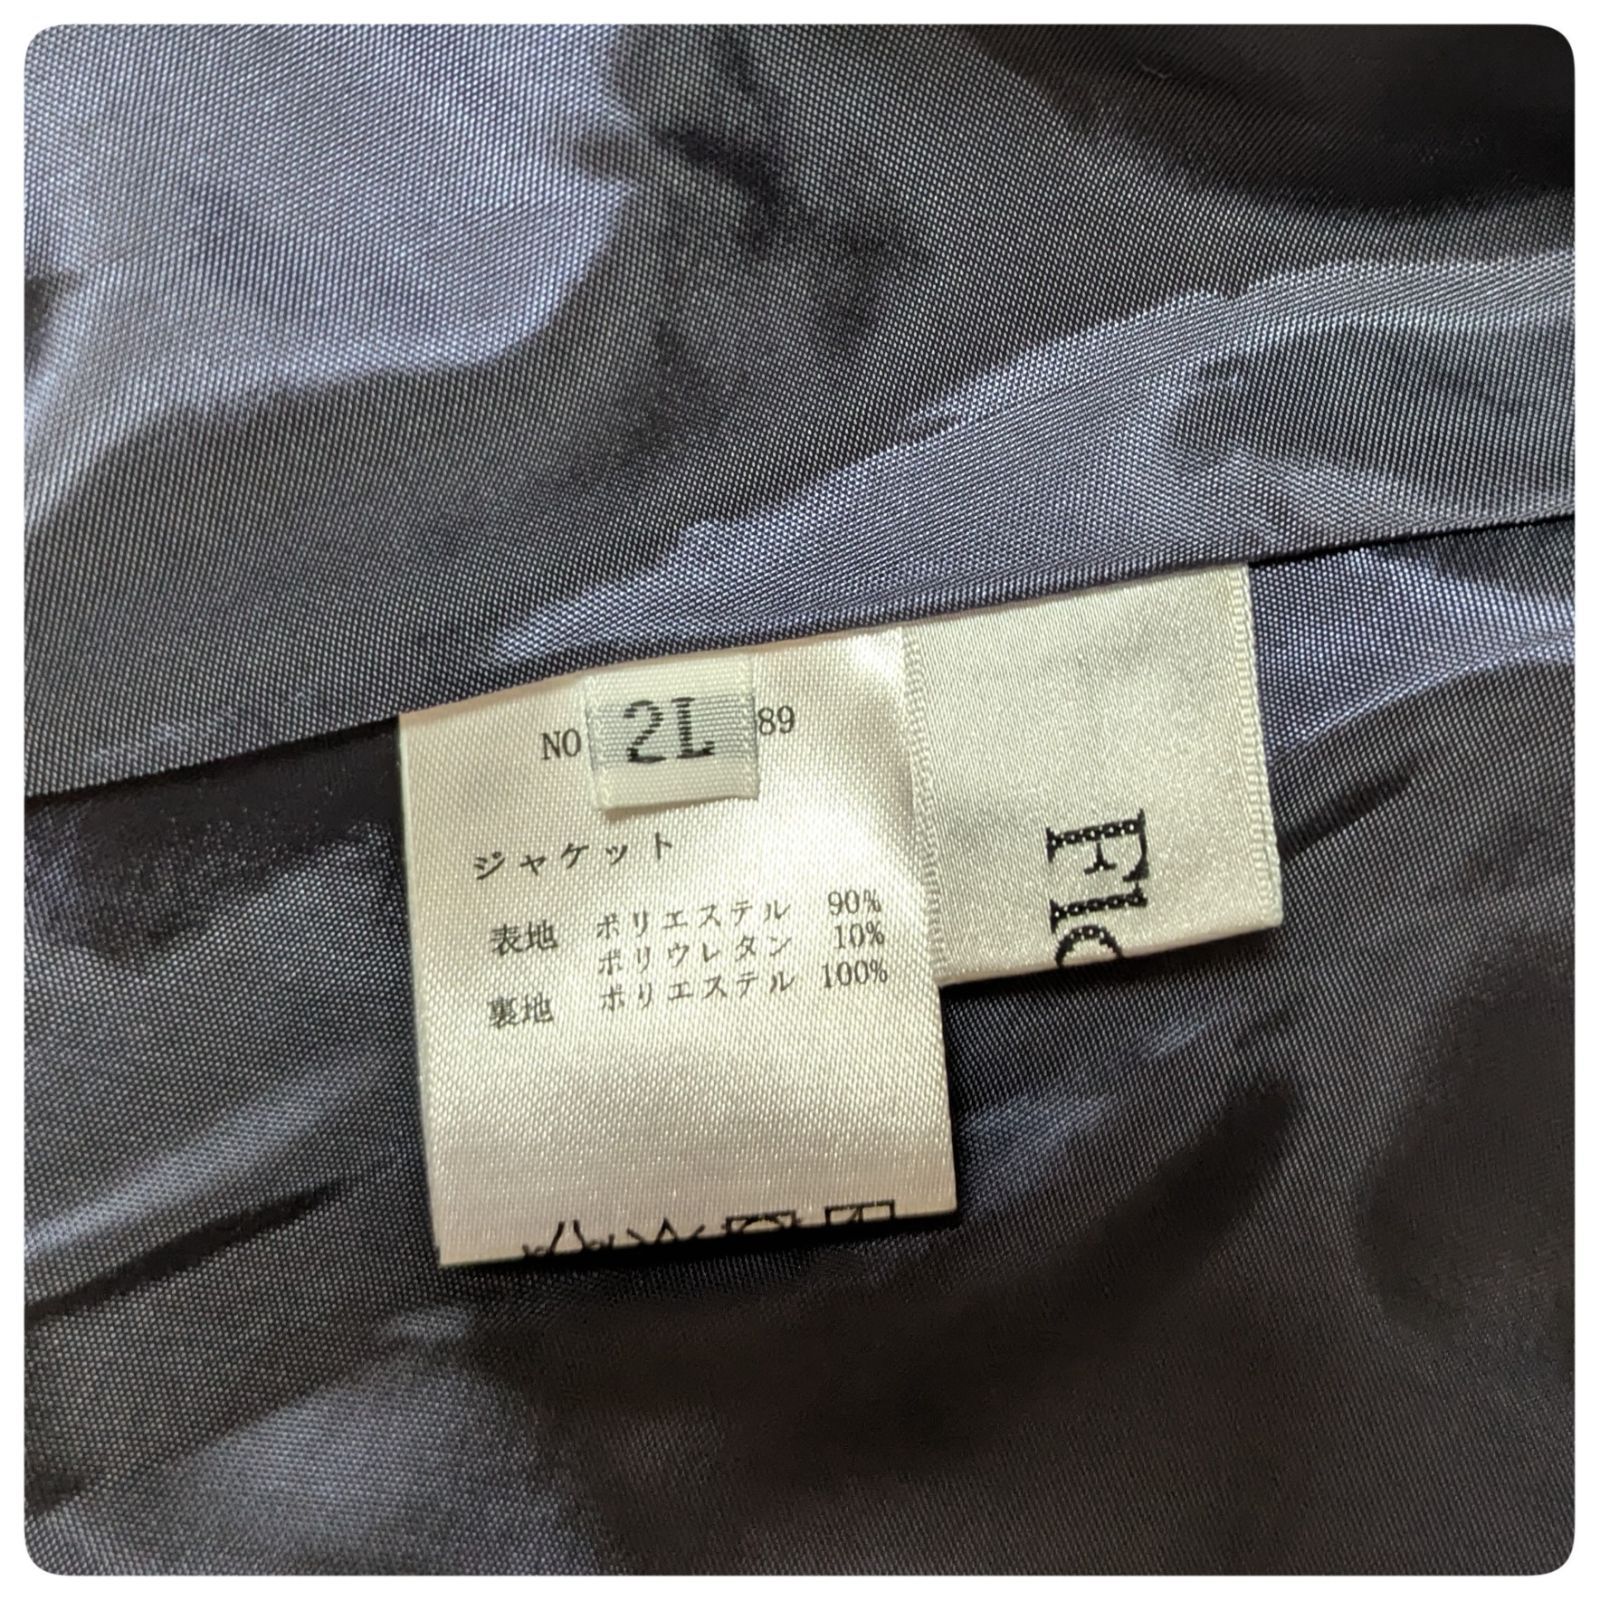 NO 2L 89
ジャケット
表地 ポリエステル 90%
ポリウレタン 10%
裏地 ポリエステル 100%